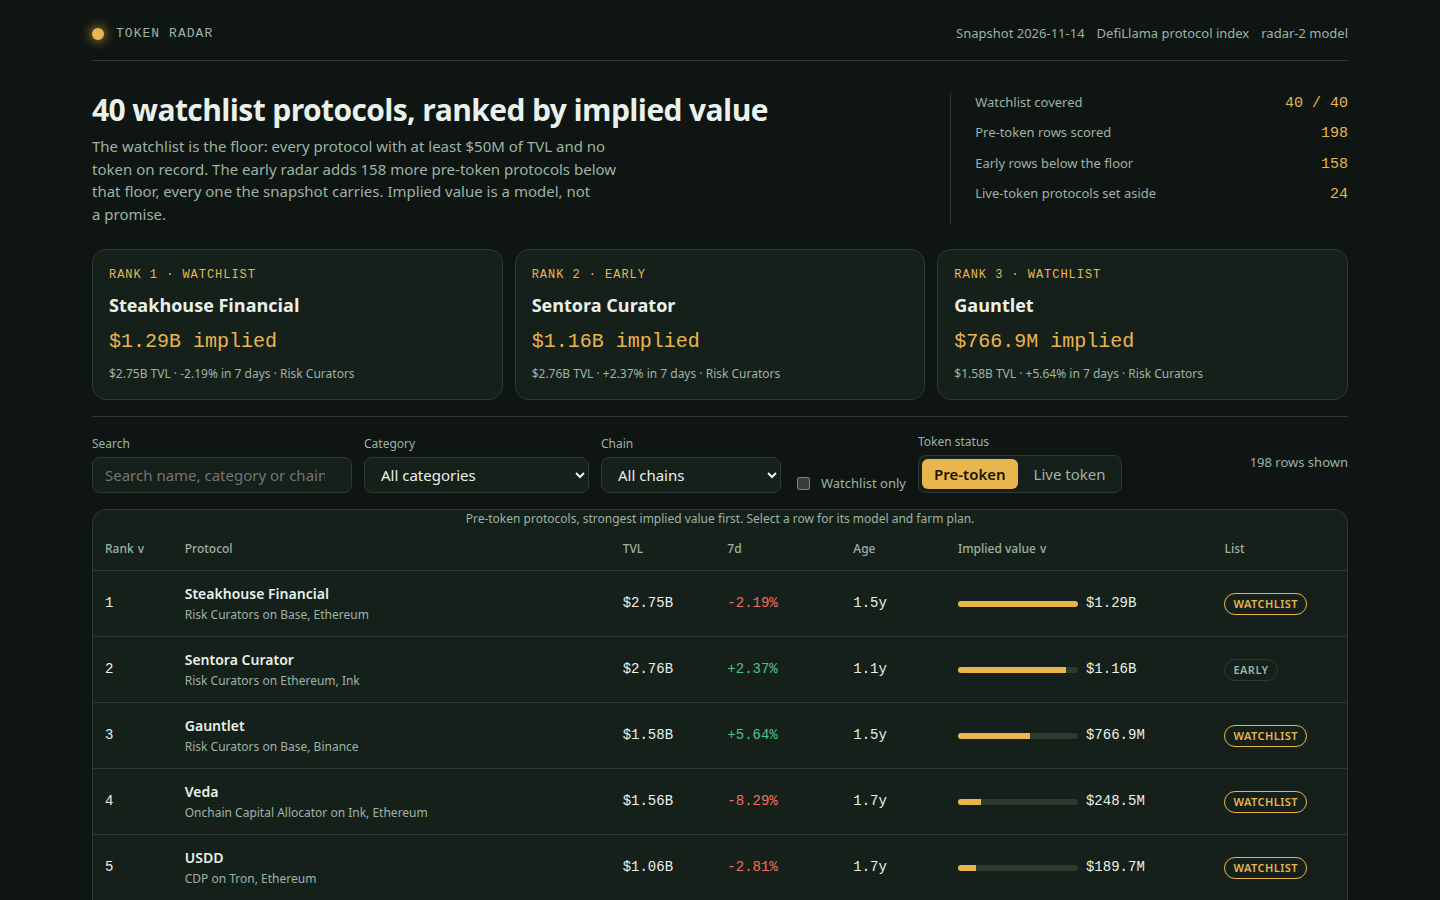 TOKEN RADAR
Snapshot 2026-11-14 DefiLlama protocol index radar-2 model
40 watchlist protocols, ranked by implied value
The watchlist is the floor: every protocol with at least $50M of TVL and no
token on record. The early radar adds 158 more pre-token protocols below
that floor, every one the snapshot carries. Implied value is a model, not
a promise.
Watchlist covered 40 / 40
Pre-token rows scored 198
Early rows below the floor 158
Live-token protocols set aside 24
RANK 1 · WATCHLIST
Steakhouse Financial
$1.29B implied
$2.75B TVL · -2.19% in 7 days · Risk Curators
RANK 2 · EARLY
Sentora Curator
$1.16B implied
$2.76B TVL · +2.37% in 7 days · Risk Curators
RANK 3 · WATCHLIST
Gauntlet
$766.9M implied
$1.58B TVL · +5.64% in 7 days · Risk Curators
Search
Search name, category or chain
Category
All categories
Chain
All chains
Watchlist only
Token status
Pre-token Live token
198 rows shown
Pre-token protocols, strongest implied value first. Select a row for its model and farm plan.
Rank v Protocol TVL 7d Age Implied value v List
1 Steakhouse Financial $2.75B -2.19% 1.5y $1.29B WATCHLIST
Risk Curators on Base, Ethereum
2 Sentora Curator $2.76B +2.37% 1.1y $1.16B EARLY
Risk Curators on Ethereum, Ink
3 Gauntlet $1.58B +5.64% 1.5y $766.9M WATCHLIST
Risk Curators on Base, Binance
4 Veda $1.56B -8.29% 1.7y $248.5M WATCHLIST
Onchain Capital Allocator on Ink, Ethereum
5 USDD $1.06B -2.81% 1.7y $189.7M WATCHLIST
CDP on Tron, Ethereum